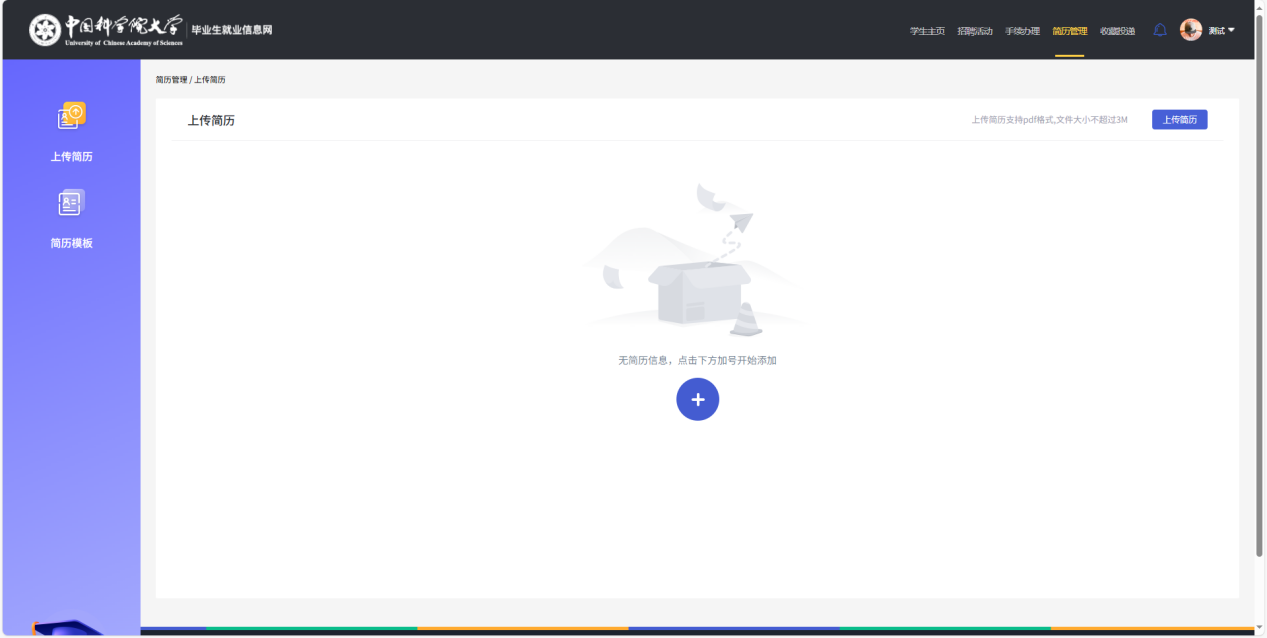 中国科学院大学
University of Chinese Academy of Sciences
毕业生就业信息网
学生主页 招聘活动 手续办理 简历管理 收藏投递 测试
上传简历
简历模板
简历管理 / 上传简历
上传简历
上传简历支持pdf格式,文件大小不超过3M
上传简历
无简历信息，点击下方加号开始添加